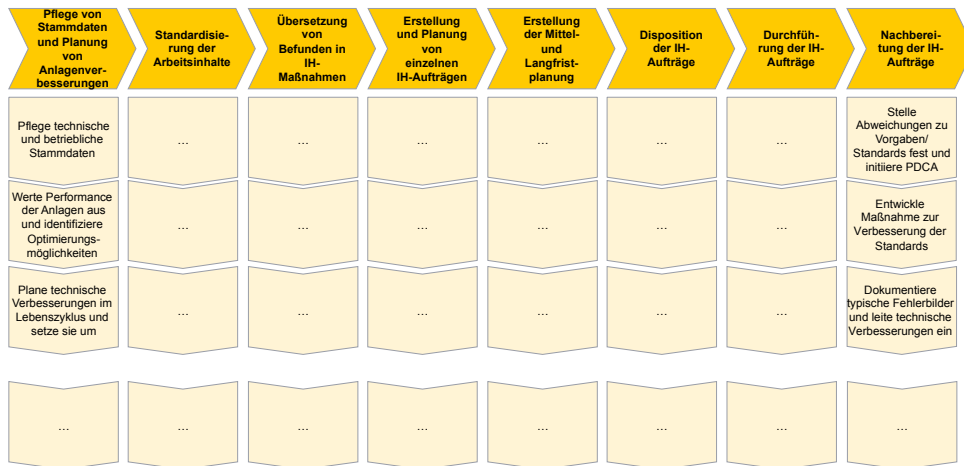 Pflege von
Stammdaten
und Planung
von
Anlagenver-
besserungen
Standardisie-
rung der
Arbeitsinhalte
Übersetzung
von
Befunden in
IH-
Maßnahmen
Erstellung
und Planung
von
einzelnen
IH-Aufträgen
Erstellung
der Mittel-
und
Langfrist-
planung
Disposition
der IH-
Aufträge
Durchfüh-
rung der IH-
Aufträge
Nachberei-
tung der IH-
Aufträge
Pflege technische
und betriebliche
Stammdaten
…
…
…
…
…
…
Stelle
Abweichungen zu
Vorgaben/
Standards fest und
initiiere PDCA
Werte Performance
der Anlagen aus
und identifiziere
Optimierungs-
möglichkeiten
…
…
…
…
…
…
Entwickle
Maßnahme zur
Verbesserung der
Standards
Plane technische
Verbesserungen im
Lebenszyklus und
setze sie um
…
…
…
…
…
…
Dokumentiere
typische Fehlerbilder
und leite technische
Verbesserungen ein
…
…
…
…
…
…
…
…